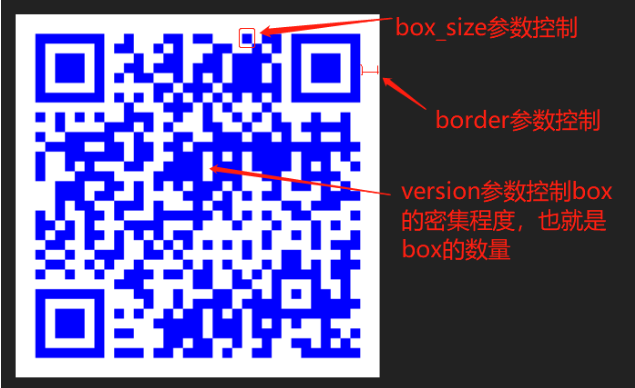 box_size参数控制
border参数控制
version参数控制box
的密集程度，也就是
box的数量